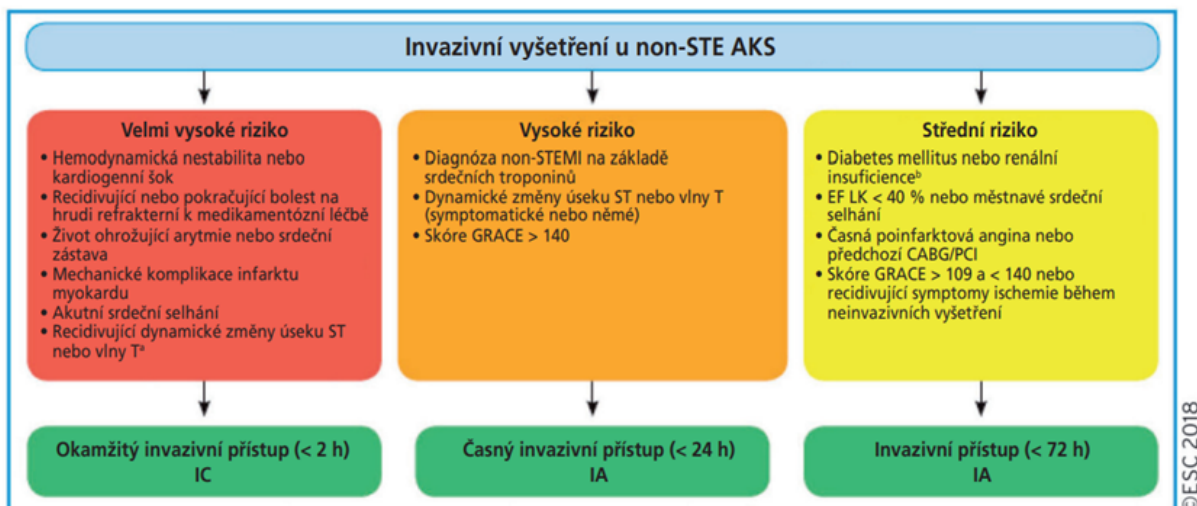 Invazivní vyšetření u non-STE AKS
Velmi vysoké riziko
• Hemodynamická nestabilita nebo
kardiogenní šok
• Recidivující nebo pokračující bolest na
hrudi refrakterní k medikamentózní léčbě
• Život ohrožující arytmie nebo srdeční
zástava
• Mechanické komplikace infarktu
myokardu
• Akutní srdeční selhání
• Recidivující dynamické změny úseku ST
nebo vlny Tᵃ
Okamžitý invazivní přístup (< 2 h)
IC
Vysoké riziko
• Diagnóza non-STEMI na základě
srdečních troponinů
• Dynamické změny úseku ST nebo vlny T
(symptomatické nebo němé)
• Skóre GRACE > 140
Časný invazivní přístup (< 24 h)
IA
Střední riziko
• Diabetes mellitus nebo renální
insuficienceᵇ
• EF LK < 40 % nebo městnavé srdeční
selhání
• Časná poinfarktová angina nebo
předchozí CABG/PCI
• Skóre GRACE > 109 a < 140 nebo
recidivující symptomy ischemie během
neinvazivních vyšetření
Invazivní přístup (< 72 h)
IA
©ESC 2018